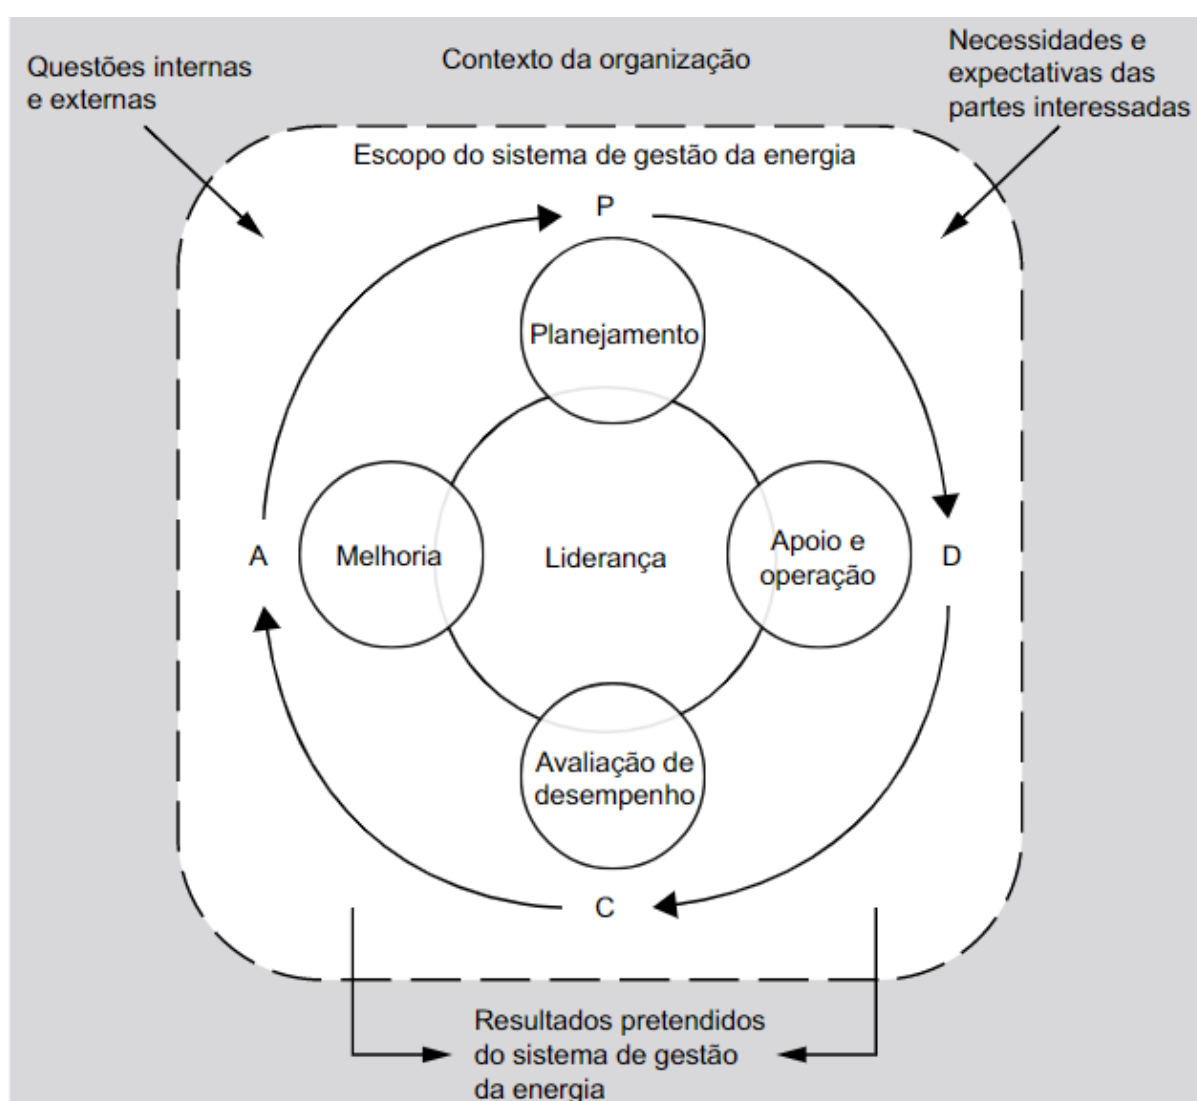 Contexto da organização
Questões internas
e externas
Necessidades e
expectativas das
partes interessadas
Escopo do sistema de gestão da energia
P
Planejamento
A
Melhoria
Liderança
Apoio e
operação
D
Avaliação de
desempenho
C
Resultados pretendidos
do sistema de gestão
da energia